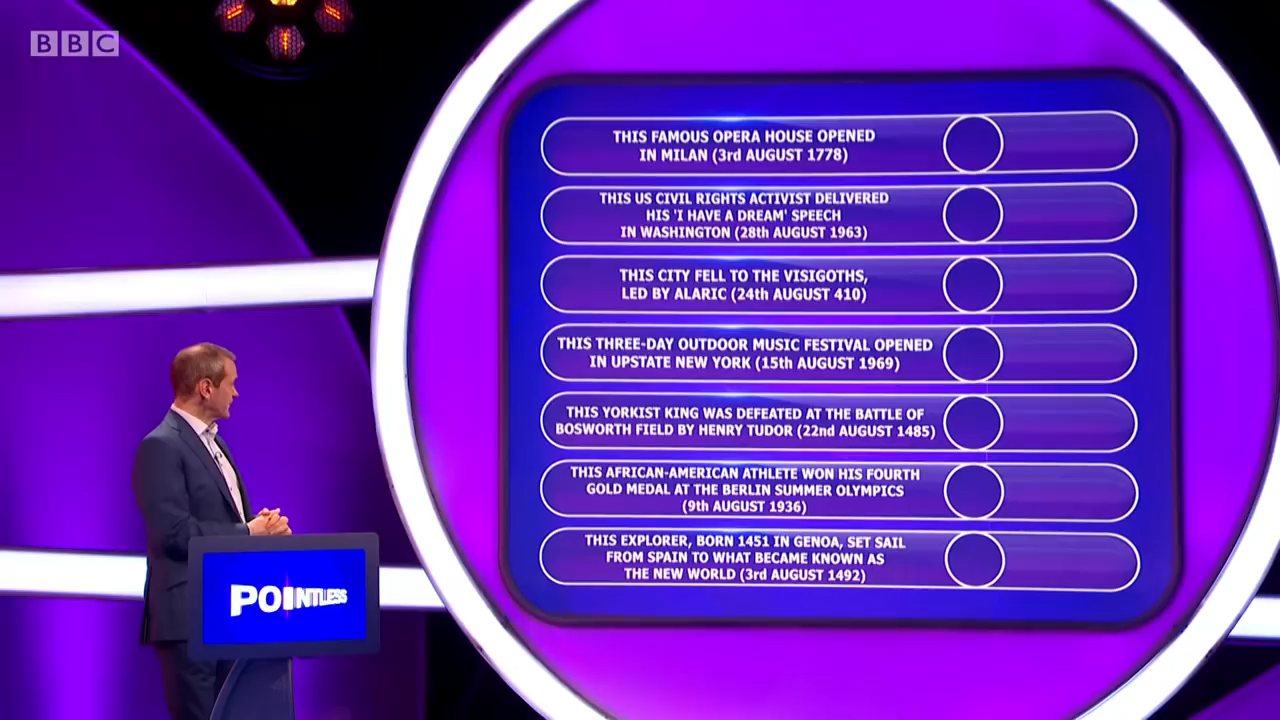 BBC
THIS FAMOUS OPERA HOUSE OPENED
IN MILAN (3rd AUGUST 1778)
THIS US CIVIL RIGHTS ACTIVIST DELIVERED
HIS 'I HAVE A DREAM' SPEECH
IN WASHINGTON (28th AUGUST 1963)
THIS CITY FELL TO THE VISIGOTHS,
LED BY ALARIC (24th AUGUST 410)
THIS THREE-DAY OUTDOOR MUSIC FESTIVAL OPENED
IN UPSTATE NEW YORK (15th AUGUST 1969)
THIS YORKIST KING WAS DEFEATED AT THE BATTLE OF
BOSWORTH FIELD BY HENRY TUDOR (22nd AUGUST 1485)
THIS AFRICAN-AMERICAN ATHLETE WON HIS FOURTH
GOLD MEDAL AT THE BERLIN SUMMER OLYMPICS
(9th AUGUST 1936)
THIS EXPLORER, BORN 1451 IN GENOA, SET SAIL
FROM SPAIN TO WHAT BECAME KNOWN AS
THE NEW WORLD (3rd AUGUST 1492)
POINTLESS